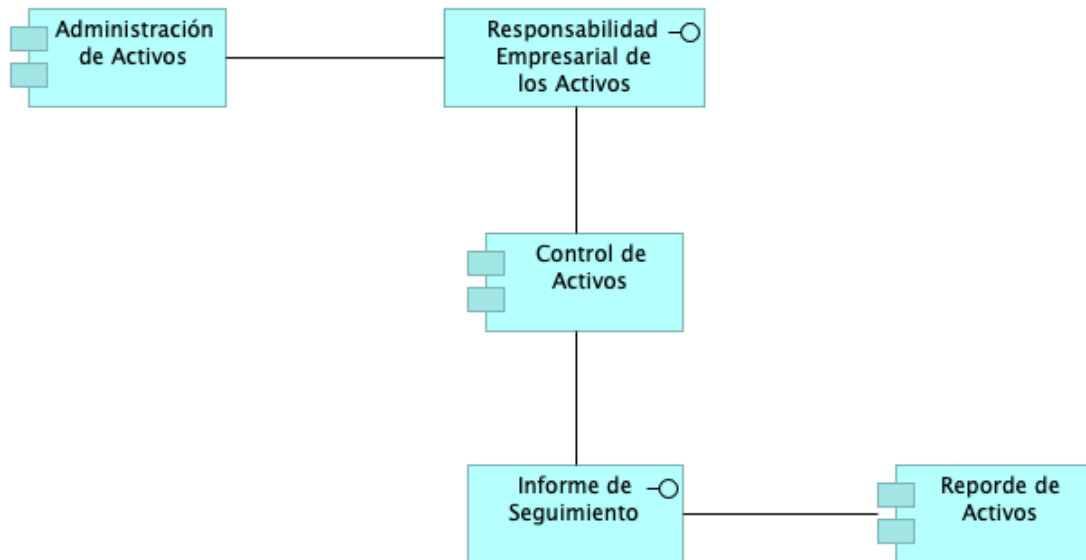 Administración
de Activos
Responsabilidad
Empresarial de
los Activos
Control de
Activos
Informe de
Seguimiento
Reporde de
Activos